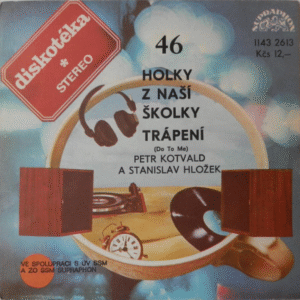 diskotéka
STEREO
SUPRAPHON
1143 2613
Kčs 12,—
46
HOLKY
Z NAŠÍ
ŠKOLKY
TRÁPENÍ
(Do To Me)
PETR KOTVALD
A STANISLAV HLOŽEK
VE SPOLUPRÁCI S ÚV SSM
A ZO SSM SUPRAPHON